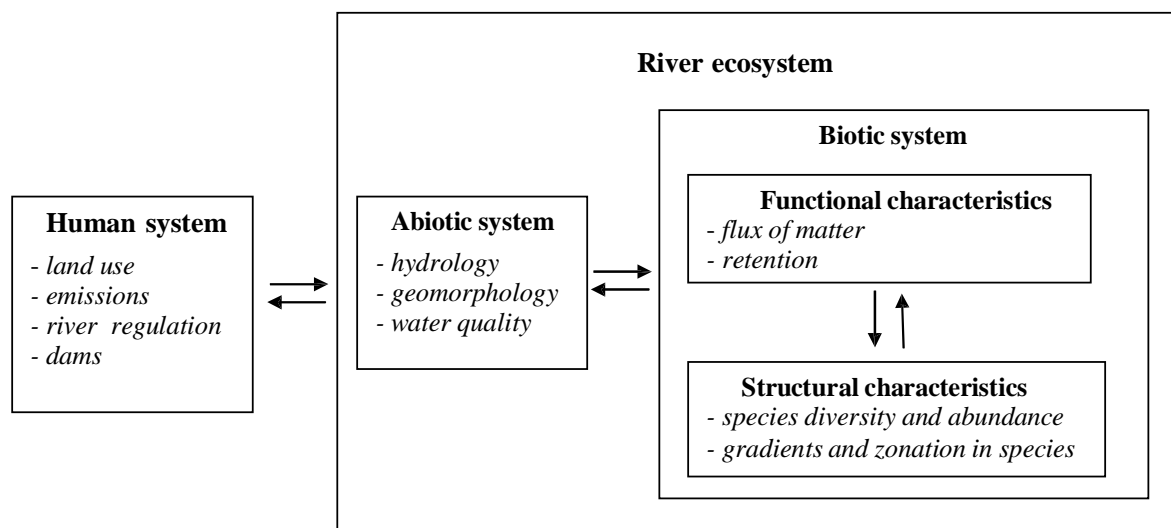 River ecosystem
Human system
- land use
- emissions
- river regulation
- dams
Abiotic system
- hydrology
- geomorphology
- water quality
Biotic system
Functional characteristics
- flux of matter
- retention
Structural characteristics
- species diversity and abundance
- gradients and zonation in species